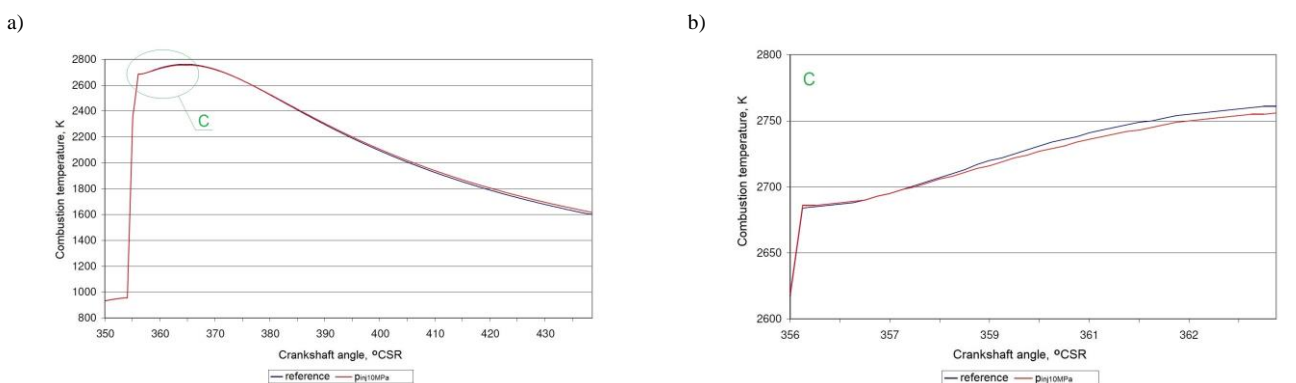 a)
b)
2800
2600
2400
2200
2000
1800
1600
1400
1200
1000
800
Combustion temperature, K
C
350 360 370 380 390 400 410 420 430
Crankshaft angle, ºCSR
reference pinj10MPa
2800
2750
2700
2650
2600
Combustion temperature, K
C
356 357 359 361 362
Crankshaft angle, ºCSR
reference pinj10MPa